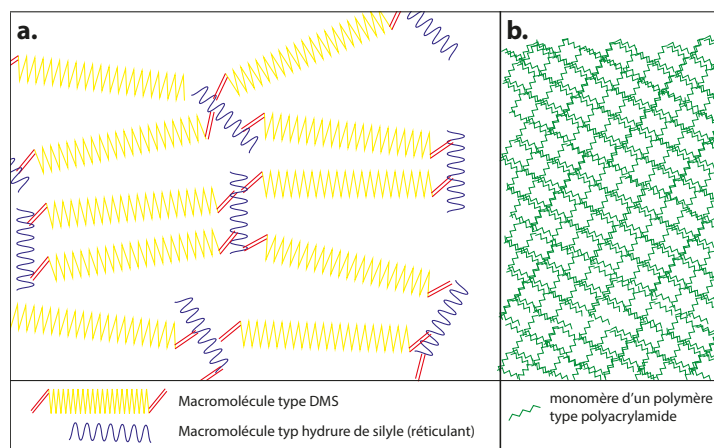 a.
b.
Macromolécule type DMS
Macromolécule typ hydrure de silyle (réticulant)
monomère d'un polymère
type polyacrylamide